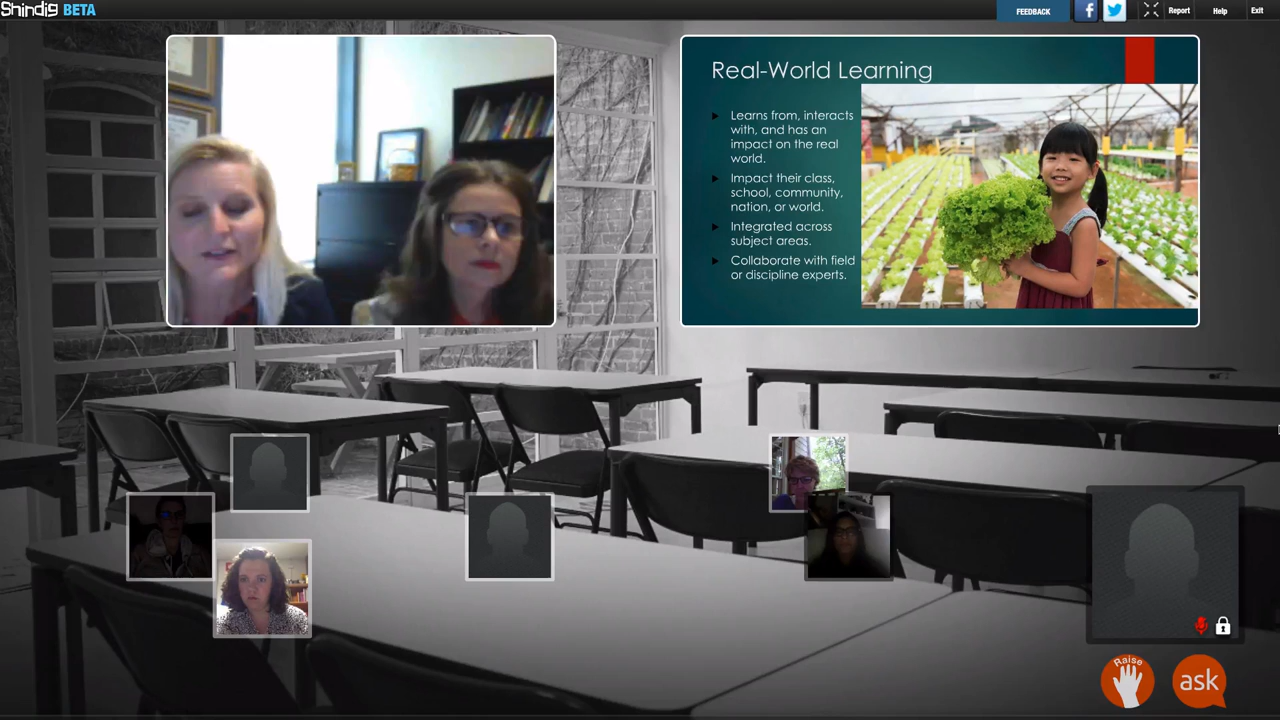 Shindig BETA
FEEDBACK
f
Report
Help
Exit
Real-World Learning
Learns from, interacts
with, and has an
impact on the real
world.
Impact their class,
school, community,
nation, or world.
Integrated across
subject areas.
Collaborate with field
or discipline experts.
Raise
ask